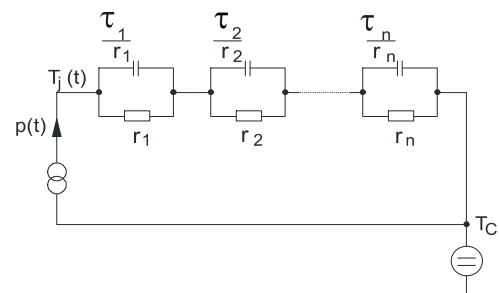 τ1/r1
τ2/r2
τn/rn
Tj (t)
r1
r2
rn
p(t)
TC